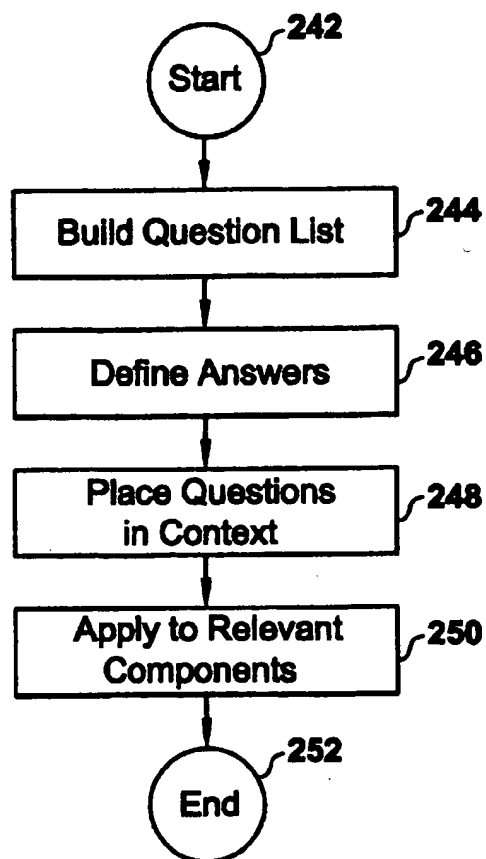 242
Start
244
Build Question List
246
Define Answers
248
Place Questions
in Context
250
Apply to Relevant
Components
252
End